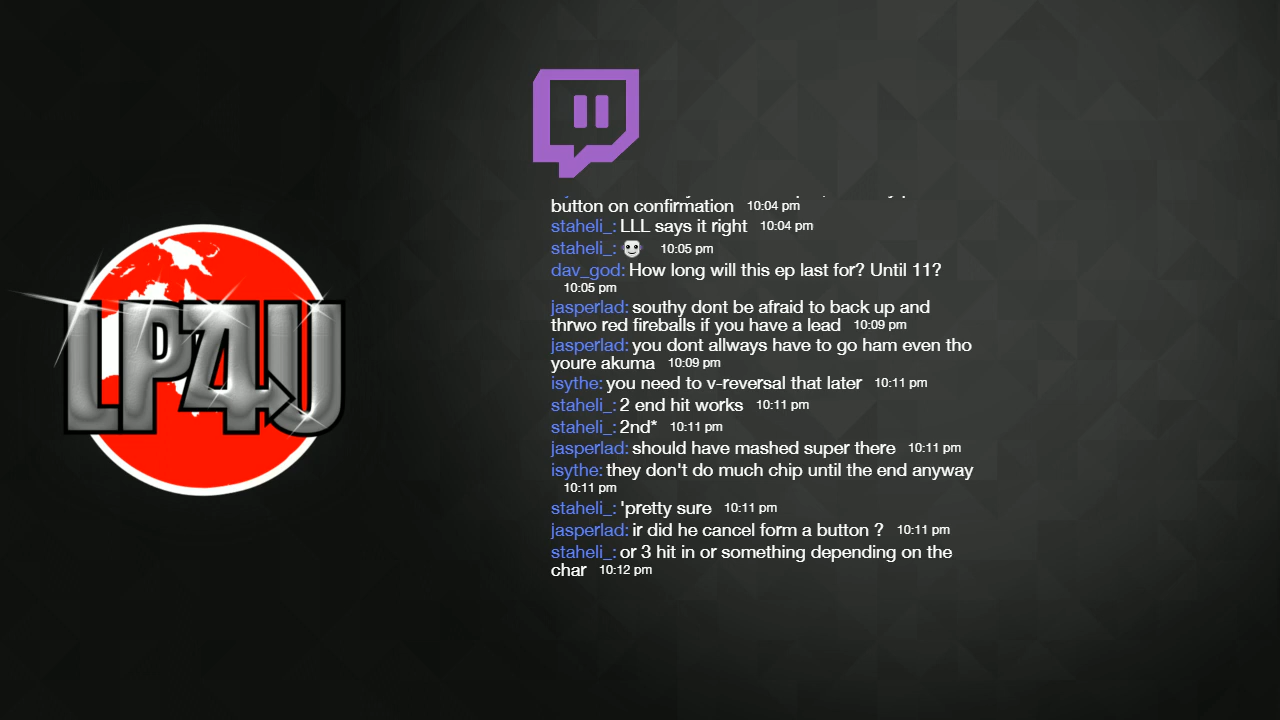 LPZ4U
button on confirmation 10:04 pm
staheli_: LLL says it right 10:04 pm
staheli_: 10:05 pm
dav_god: How long will this ep last for? Until 11?
10:05 pm
jasperlad: southy dont be afraid to back up and
thrwo red fireballs if you have a lead 10:09 pm
jasperlad: you dont allways have to go ham even tho
youre akuma 10:09 pm
isythe: you need to v-reversal that later 10:11 pm
staheli_: 2 end hit works 10:11 pm
staheli_: 2nd* 10:11 pm
jasperlad: should have mashed super there 10:11 pm
isythe: they don't do much chip until the end anyway
10:11 pm
staheli_: 'pretty sure 10:11 pm
jasperlad: ir did he cancel form a button ? 10:11 pm
staheli_: or 3 hit in or something depending on the
char 10:12 pm